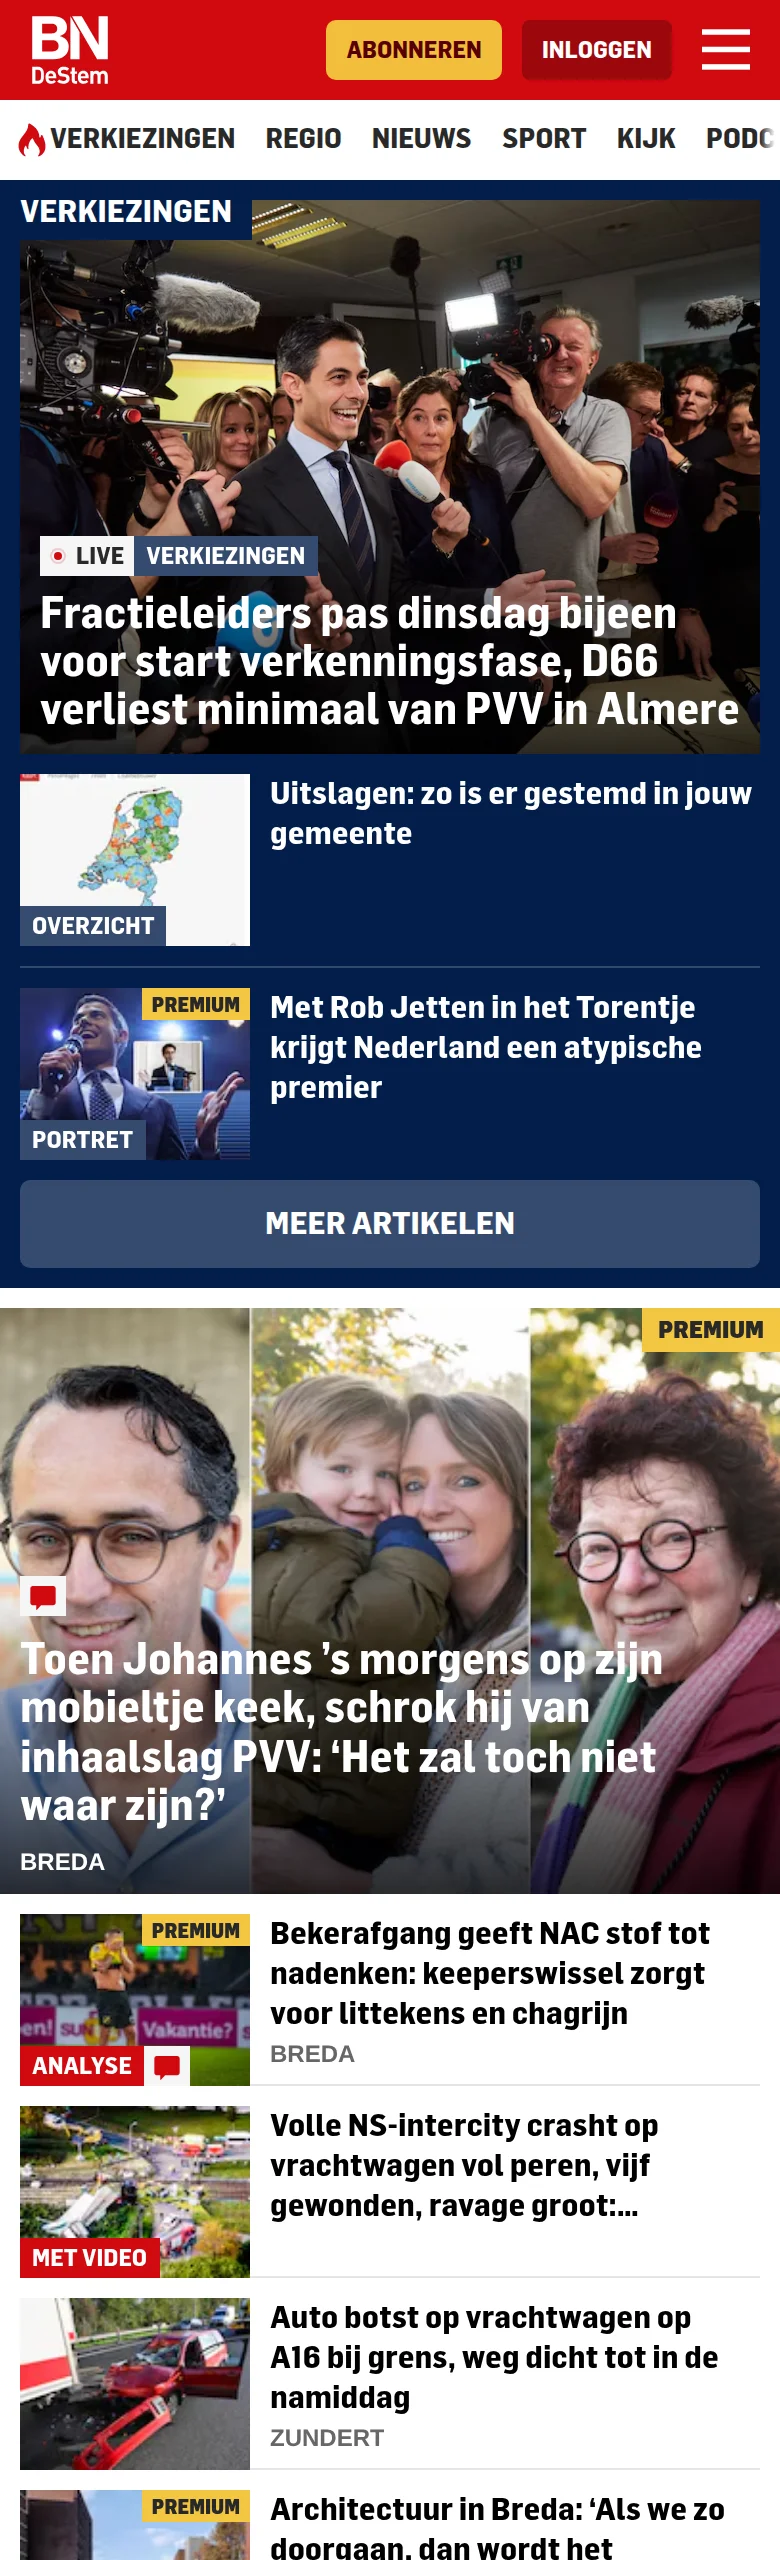 BN
DeStem
ABONNEREN
INLOGGEN
VERKIEZINGEN
REGIO
NIEUWS
SPORT
KIJK
PODC
VERKIEZINGEN
LIVE
VERKIEZINGEN
Fractieleiders pas dinsdag bijeen
voor start verkenningsfase, D66
verliest minimaal van PVV in Almere
Uitslagen: zo is er gestemd in jouw
gemeente
OVERZICHT
PREMIUM
Met Rob Jetten in het Torentje
krijgt Nederland een atypische
premier
PORTRET
MEER ARTIKELEN
PREMIUM
Toen Johannes ’s morgens op zijn
mobieltje keek, schrok hij van
inhaalslag PVV: ‘Het zal toch niet
waar zijn?’
BREDA
PREMIUM
Vakantie?
ANALYSE
Bekerafgang geeft NAC stof tot
nadenken: keeperswissel zorgt
voor littekens en chagrijn
BREDA
MET VIDEO
Volle NS-intercity crasht op
vrachtwagen vol peren, vijf
gewonden, ravage groot:...
Auto botst op vrachtwagen op
A16 bij grens, weg dicht tot in de
namiddag
ZUNDERT
PREMIUM
Architectuur in Breda: ‘Als we zo
doorgaan, dan wordt het